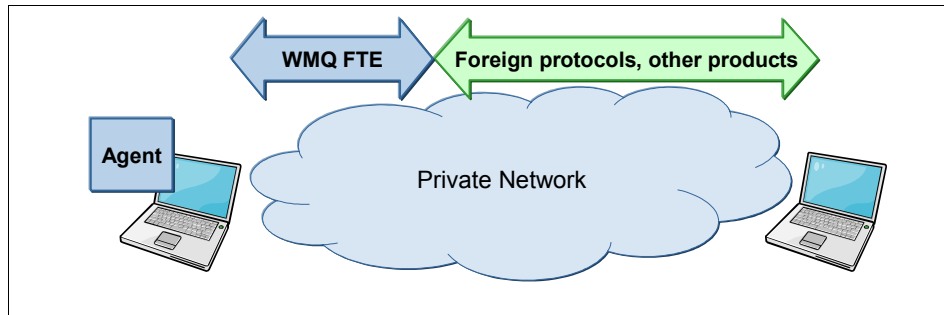 WMQ FTE
Foreign protocols, other products
Agent
Private Network